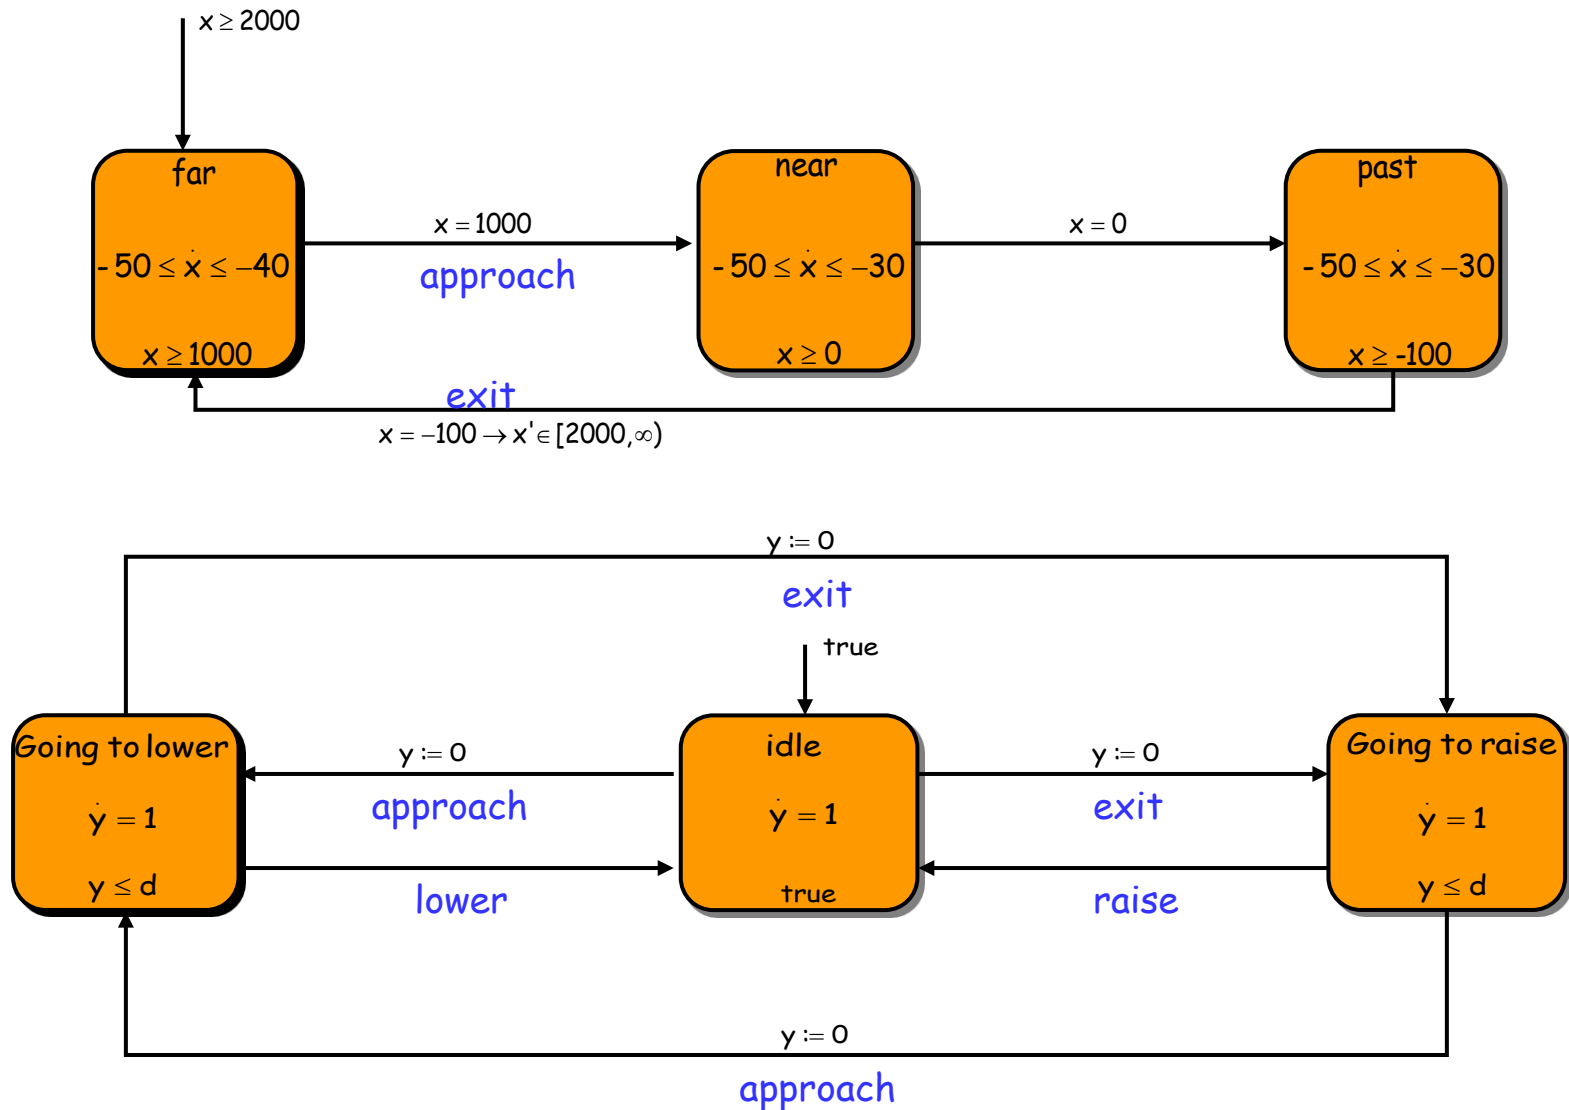 x ≥ 2000
far
near
past
x = 1000
x = 0
- 50 ≤ ẋ ≤ −40
approach
- 50 ≤ ẋ ≤ −30
- 50 ≤ ẋ ≤ −30
x ≥ 1000
x ≥ 0
x ≥ -100
exit
x = −100 → x' ∈ [2000, ∞)
y := 0
exit
true
Going to lower
idle
Going to raise
y := 0
y := 0
approach
exit
ẏ = 1
ẏ = 1
ẏ = 1
y ≤ d
true
y ≤ d
lower
raise
y := 0
approach